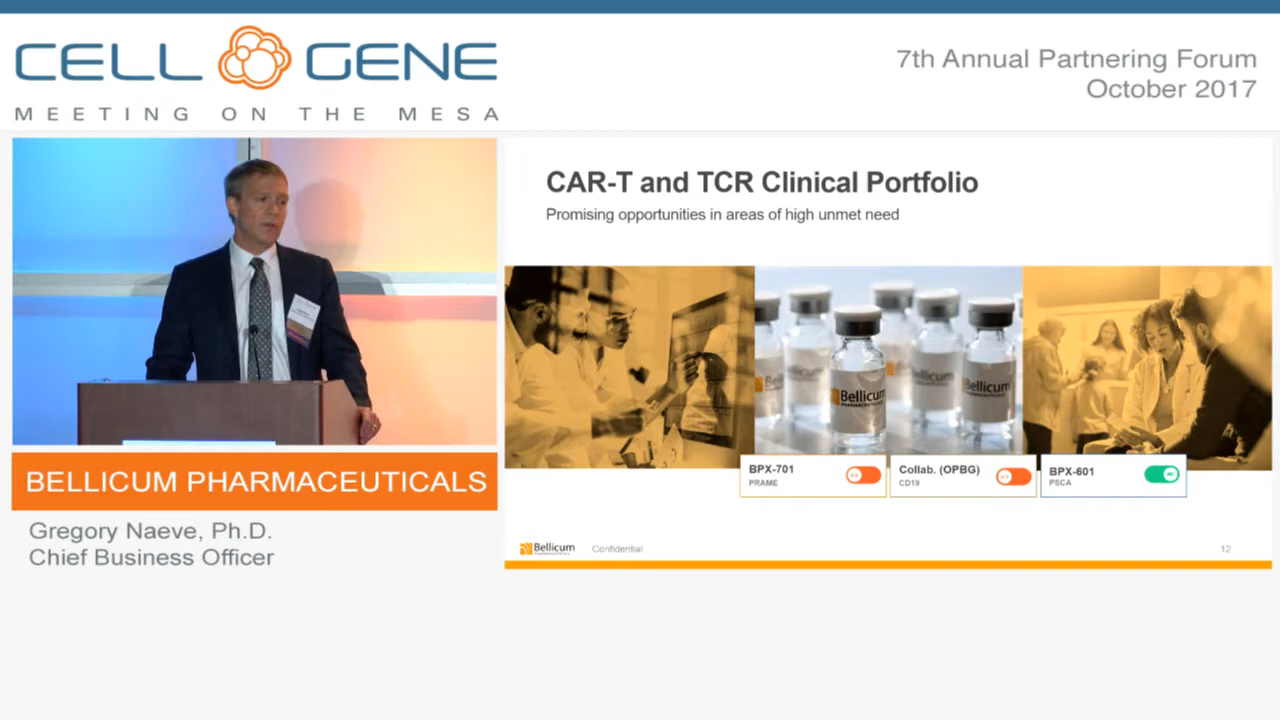 CELL GENE
MEETING ON THE MESA
7th Annual Partnering Forum
October 2017
CAR-T and TCR Clinical Portfolio
Promising opportunities in areas of high unmet need
Bellicum
PHARMACEUTICALS
Bellicum
BPX-701
PRAME
Collab. (OPBG)
CD19
BPX-601
PSCA
Bellicum
Confidential
12
BELLICUM PHARMACEUTICALS
Gregory Naeve, Ph.D.
Chief Business Officer